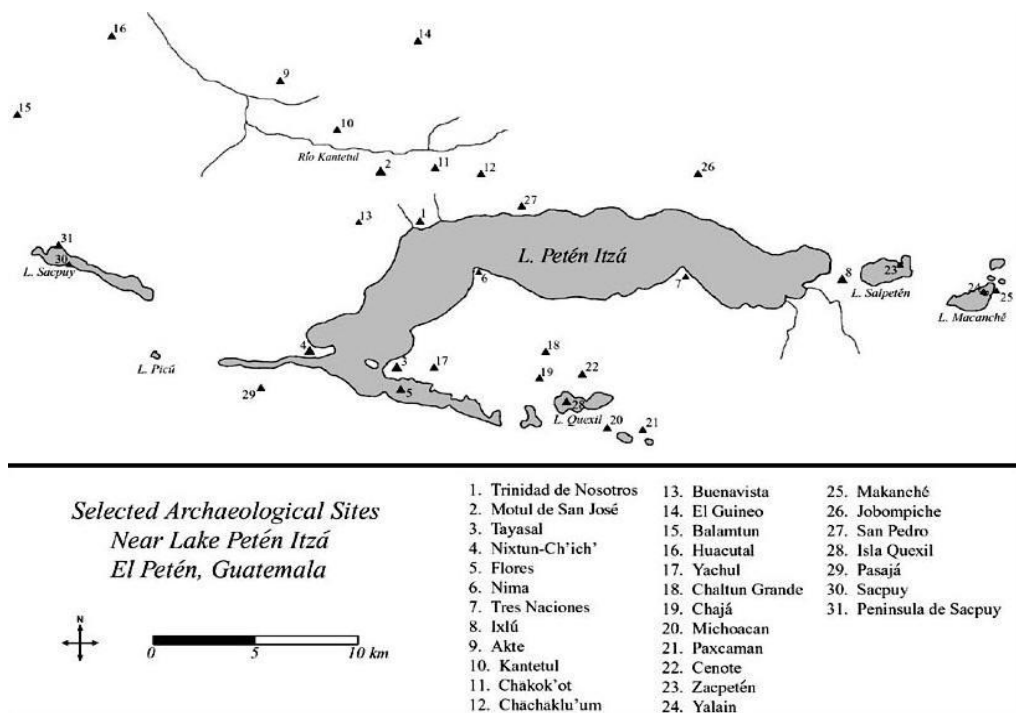 16
14
9
15
10
Río Kantetul
2
11
12
26
13
1
27
31
30
L. Sacpuy
L. Petén Itzá
6
7
8
23
L. Salpetén
24
25
L. Macanché
4
L. Picú
3
17
18
19
22
29
5
28
L. Quexil
20
21
Selected Archaeological Sites
Near Lake Petén Itzá
El Petén, Guatemala
N
0 5 10 km
1. Trinidad de Nosotros
2. Motul de San José
3. Tayasal
4. Nixtun-Ch'ich'
5. Flores
6. Nima
7. Tres Naciones
8. Ixlú
9. Akte
10. Kantetul
11. Chäkok'ot
12. Chächaklu'um
13. Buenavista
14. El Guineo
15. Balamtun
16. Huacutal
17. Yachul
18. Chaltun Grande
19. Chajá
20. Michoacan
21. Paxcaman
22. Cenote
23. Zacpetén
24. Yalain
25. Makanché
26. Jobompiche
27. San Pedro
28. Isla Quexil
29. Pasajá
30. Sacpuy
31. Peninsula de Sacpuy